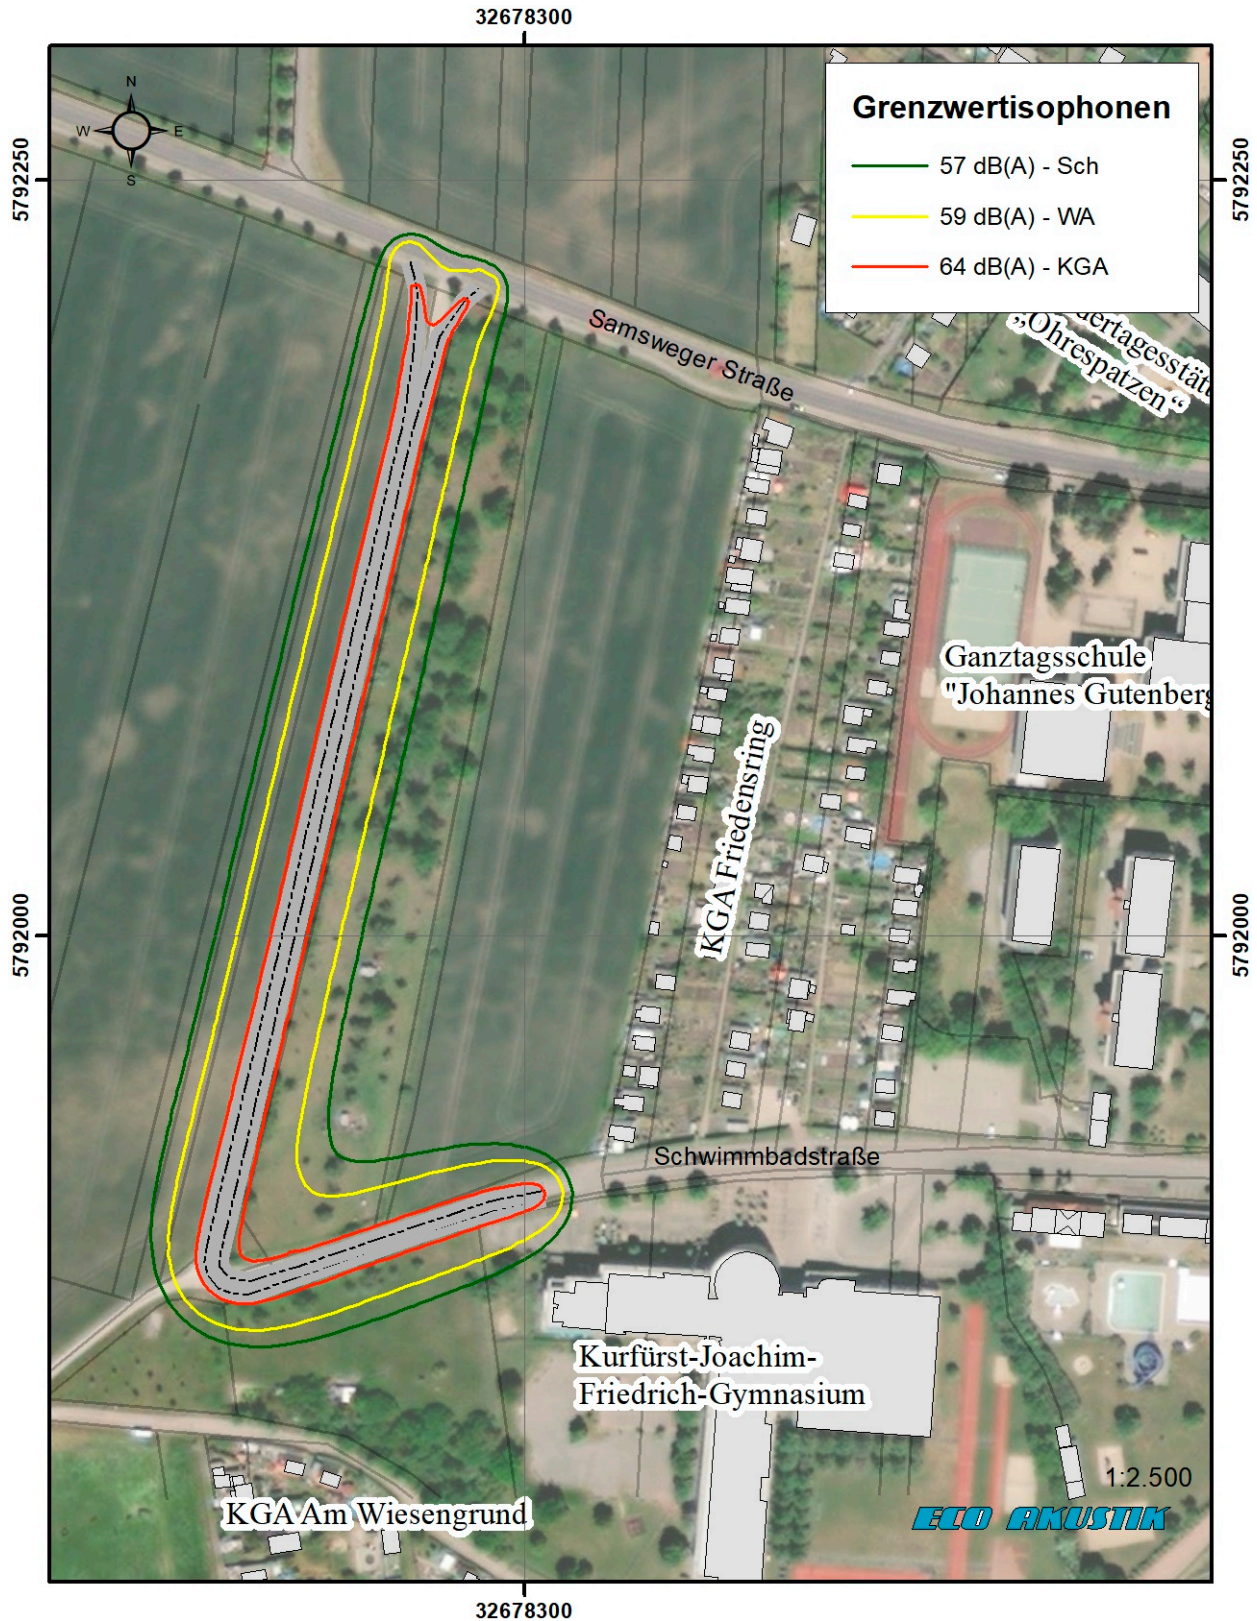 32678300
N
W
E
S
Grenzwertisophonen
57 dB(A) - Sch
59 dB(A) - WA
64 dB(A) - KGA
5792250
5792250
Samsweger Straße
dertagesstät
„Ohrespatzen“
Ganztagsschule
"Johannes Gutenberg
KGA Friedensring
5792000
5792000
Schwimmbadstraße
Kurfürst-Joachim-
Friedrich-Gymnasium
KGA Am Wiesengrund
1:2.500
ECO AKUSTIK
32678300